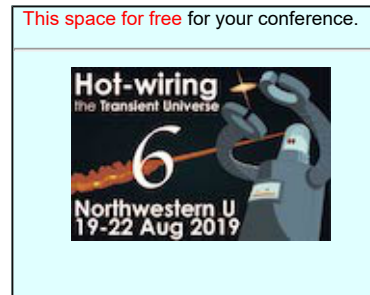 This space for free for your conference.
Hot-wiring
the Transient Universe
6
Northwestern U
19-22 Aug 2019